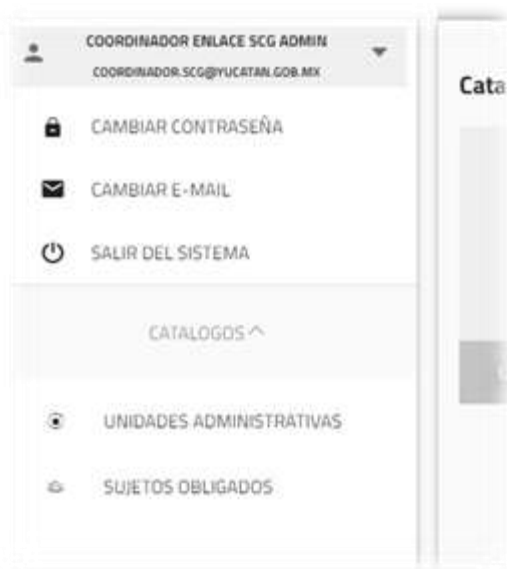 COORDINADOR ENLACE SCG ADMIN
COORDINADOR.SCG@YUCATAN.GOB.MX
CAMBIAR CONTRASEÑA
CAMBIAR E-MAIL
SALIR DEL SISTEMA
CATALOGOS
UNIDADES ADMINISTRATIVAS
SUJETOS OBLIGADOS
Cata